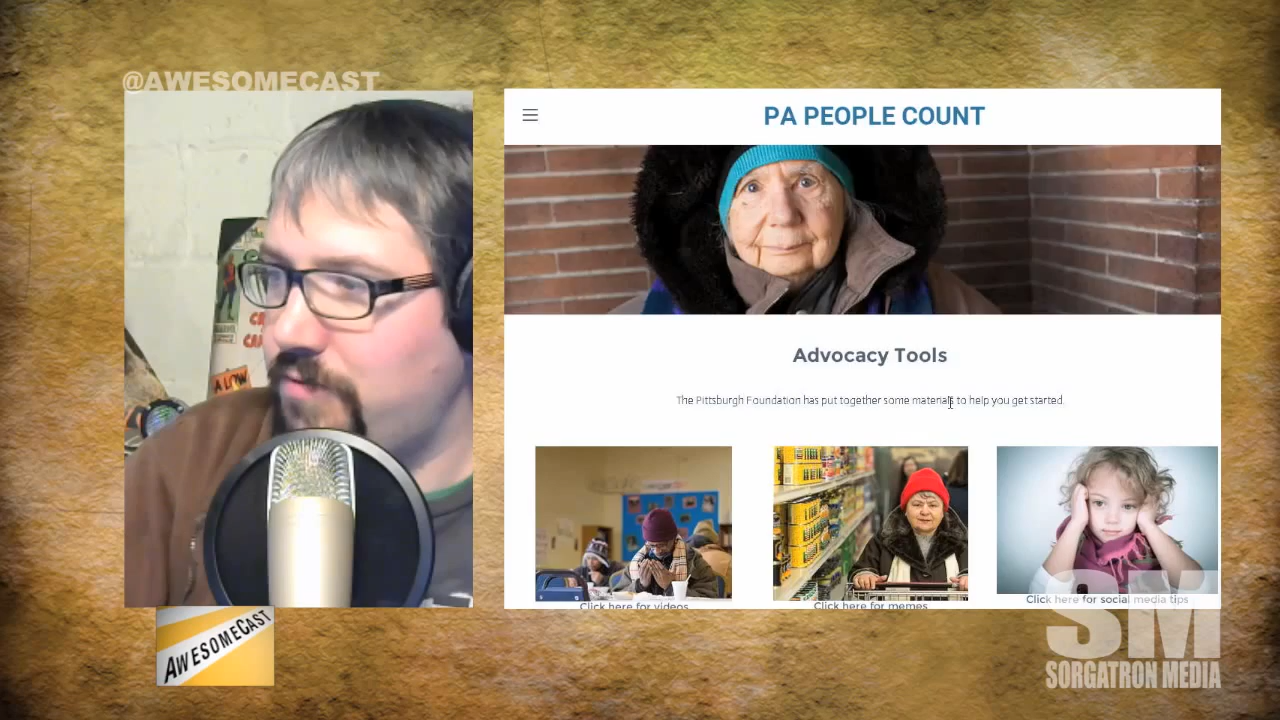 @AWESOMECAST
PA PEOPLE COUNT
Advocacy Tools
The Pittsburgh Foundation has put together some materials to help you get started.
Click here for videos
Click here for memes
Click here for social media tips
A LOW
AWESOMECAST
SM
SORGATRON MEDIA